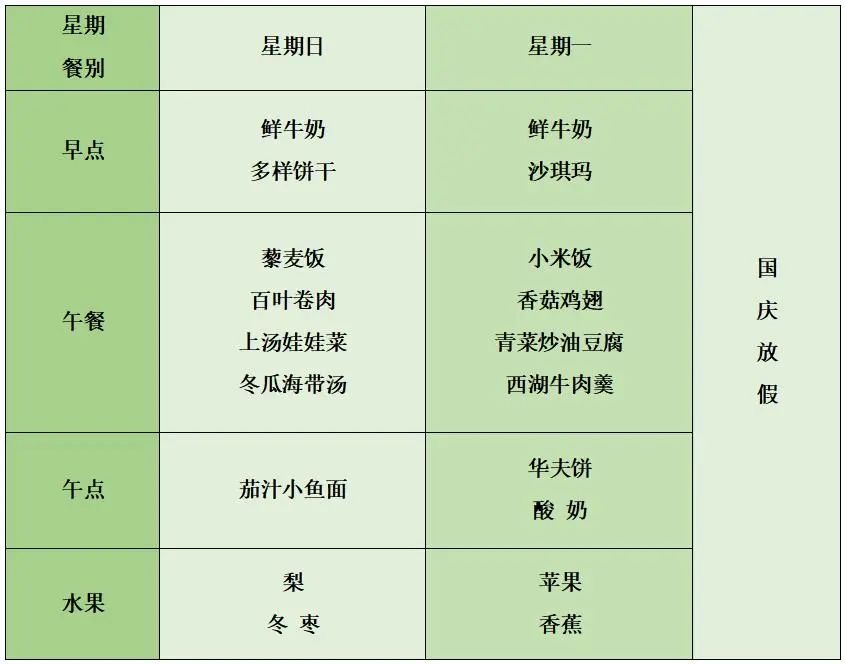 星期
餐别
星期日
星期一
国
庆
放
假
早点
鲜牛奶
多样饼干
鲜牛奶
沙琪玛
午餐
藜麦饭
百叶卷肉
上汤娃娃菜
冬瓜海带汤
小米饭
香菇鸡翅
青菜炒油豆腐
西湖牛肉羹
午点
茄汁小鱼面
华夫饼
酸 奶
水果
梨
冬 枣
苹果
香蕉